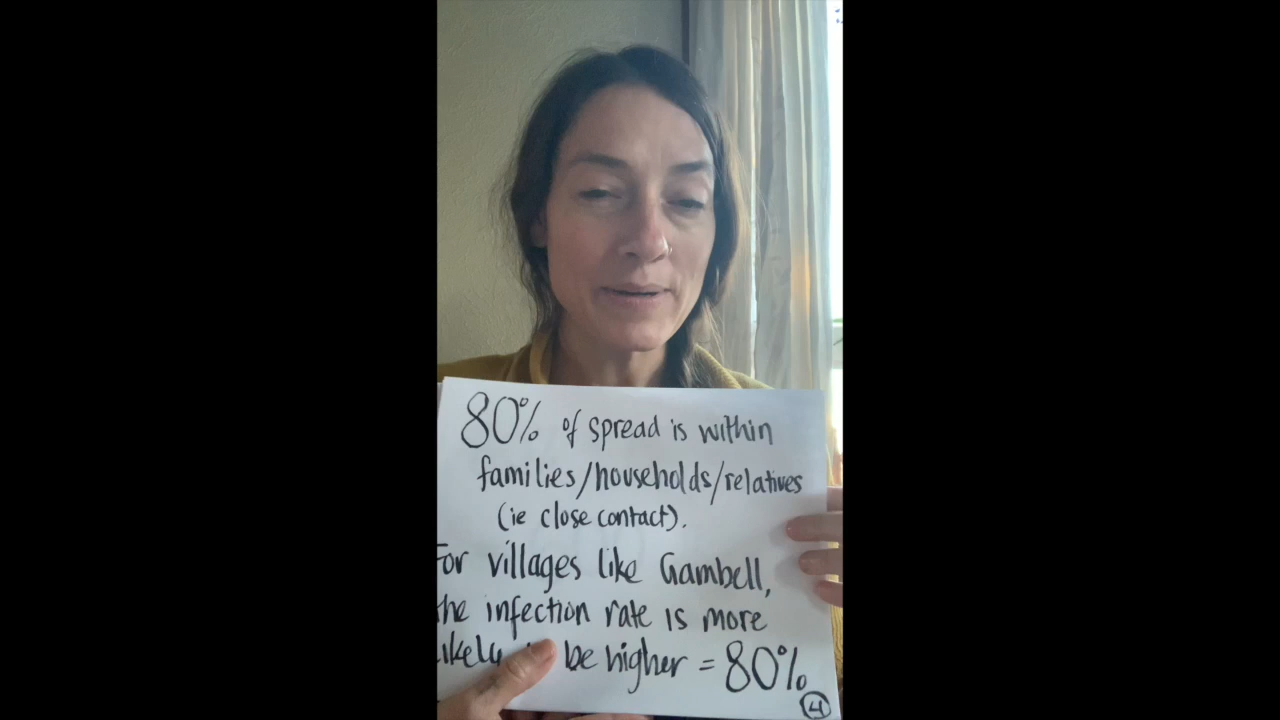 80% of spread is within
families/households/relatives
(ie close contact).
For villages like Gambell,
the infection rate is more
likely be higher = 80%
4